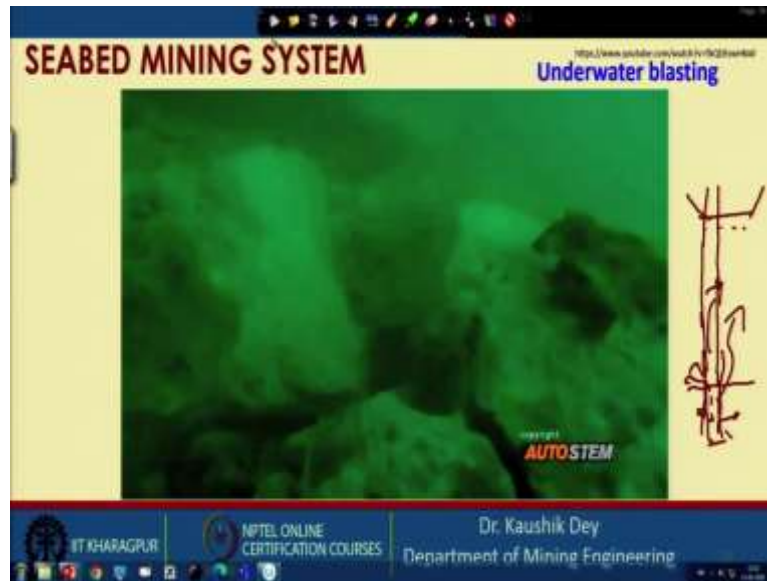 SEABED MINING SYSTEM
Underwater blasting
copyright
AUTOSTEM
IIT KHARAGPUR
NPTEL ONLINE
CERTIFICATION COURSES
Dr. Kaushik Dey
Department of Mining Engineering